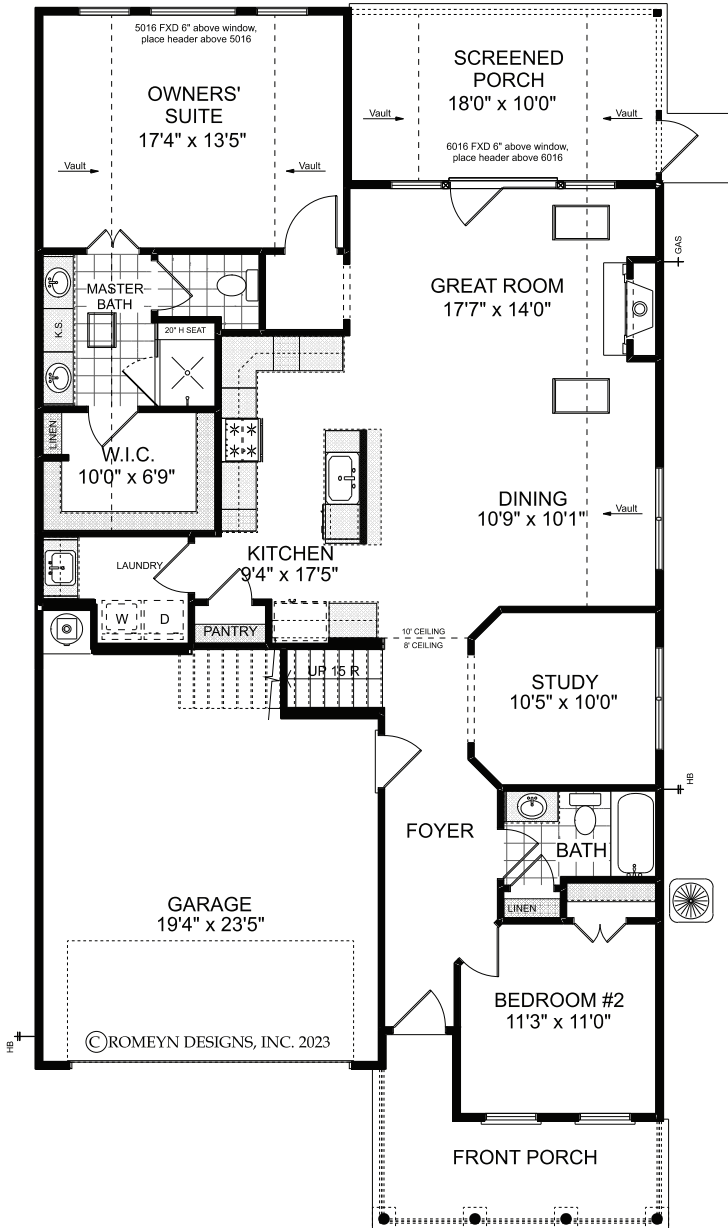 5016 FXD 6" above window,
place header above 5016
SCREENED
PORCH
18'0" x 10'0"
OWNERS'
SUITE
17'4" x 13'5"
Vault
Vault
6016 FXD 6" above window,
place header above 6016
Vault
Vault
GAS
MASTER
BATH
GREAT ROOM
17'7" x 14'0"
K.S.
20" H SEAT
LINEN
W.I.C.
10'0" x 6'9"
DINING
10'9" x 10'1"
Vault
KITCHEN
9'4" x 17'5"
LAUNDRY
W
D
PANTRY
10' CEILING
8' CEILING
UP 15 R
STUDY
10'5" x 10'0"
HB
FOYER
BATH
LINEN
GARAGE
19'4" x 23'5"
BEDROOM #2
11'3" x 11'0"
HB
©ROMEYN DESIGNS, INC. 2023
FRONT PORCH